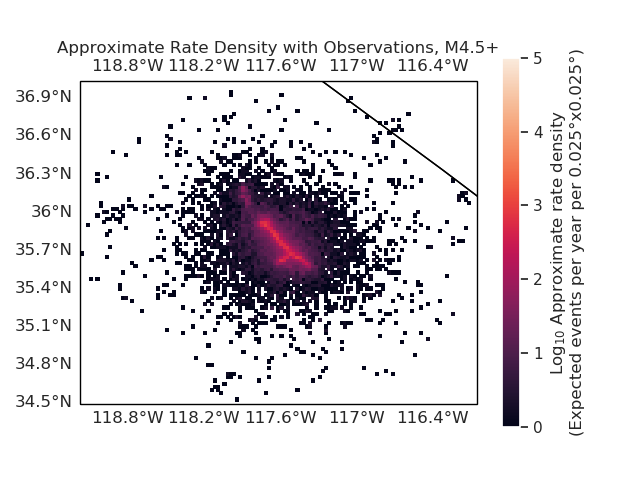 Approximate Rate Density with Observations, M4.5+
118.8°W 118.2°W 117.6°W 117°W 116.4°W
36.9°N
36.6°N
36.3°N
36°N
35.7°N
35.4°N
35.1°N
34.8°N
34.5°N
118.8°W 118.2°W 117.6°W 117°W 116.4°W
5
4
3
2
1
0
Log₁₀ Approximate rate density
(Expected events per year per 0.025°x0.025°)